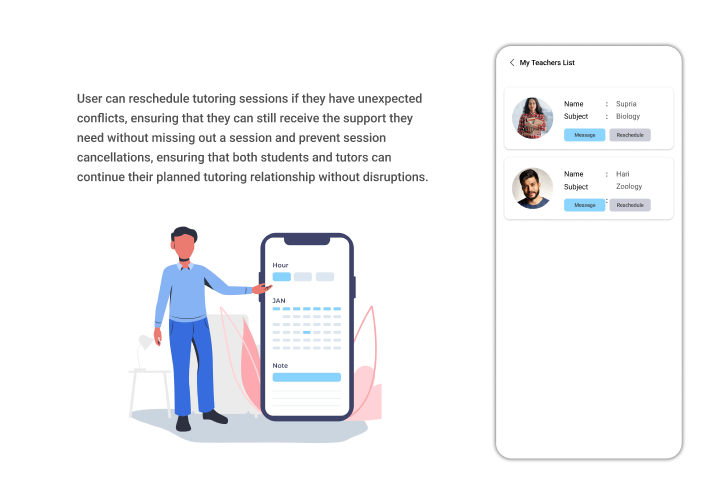 User can reschedule tutoring sessions if they have unexpected
conflicts, ensuring that they can still receive the support they
need without missing out a session and prevent session
cancellations, ensuring that both students and tutors can
continue their planned tutoring relationship without disruptions.
Hour
JAN
Note
My Teachers List
Name : Supria
Subject : Biology
Message Reschedule
Name : Hari
Subject Zoology
:
Message Reschedule